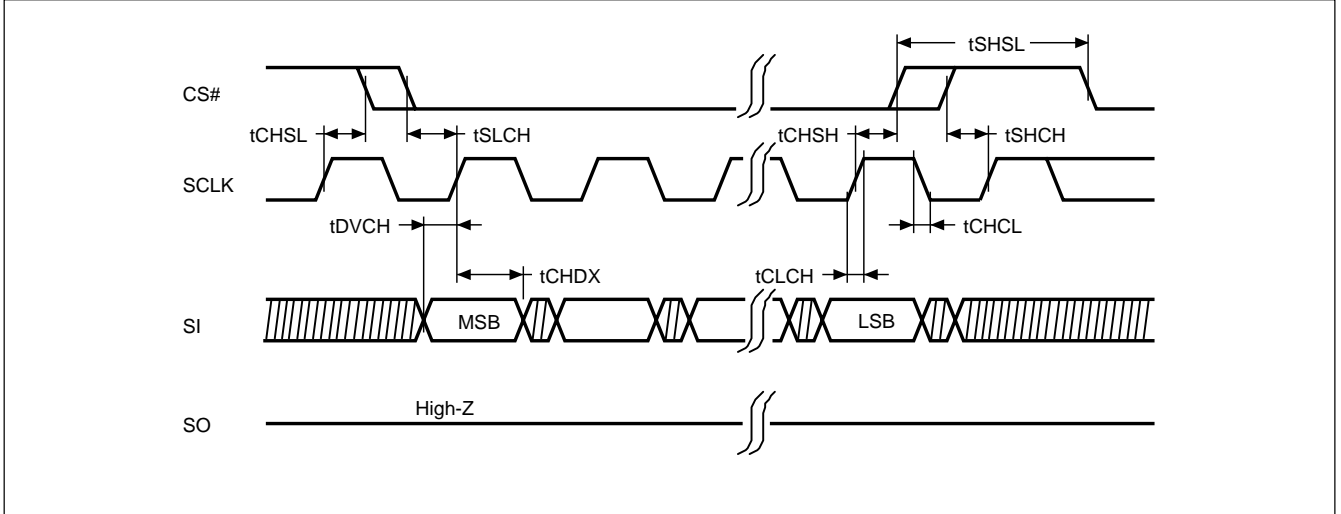 tSHSL
CS#
tCHSL
tSLCH
tCHSH
tSHCH
SCLK
tDVCH
tCHCL
tCHDX
tCLCH
SI
MSB
LSB
High-Z
SO